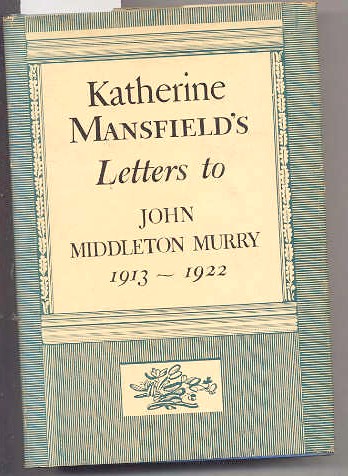 Katherine
MANSFIELD'S
Letters to
JOHN
MIDDLETON MURRY
1913 ~ 1922